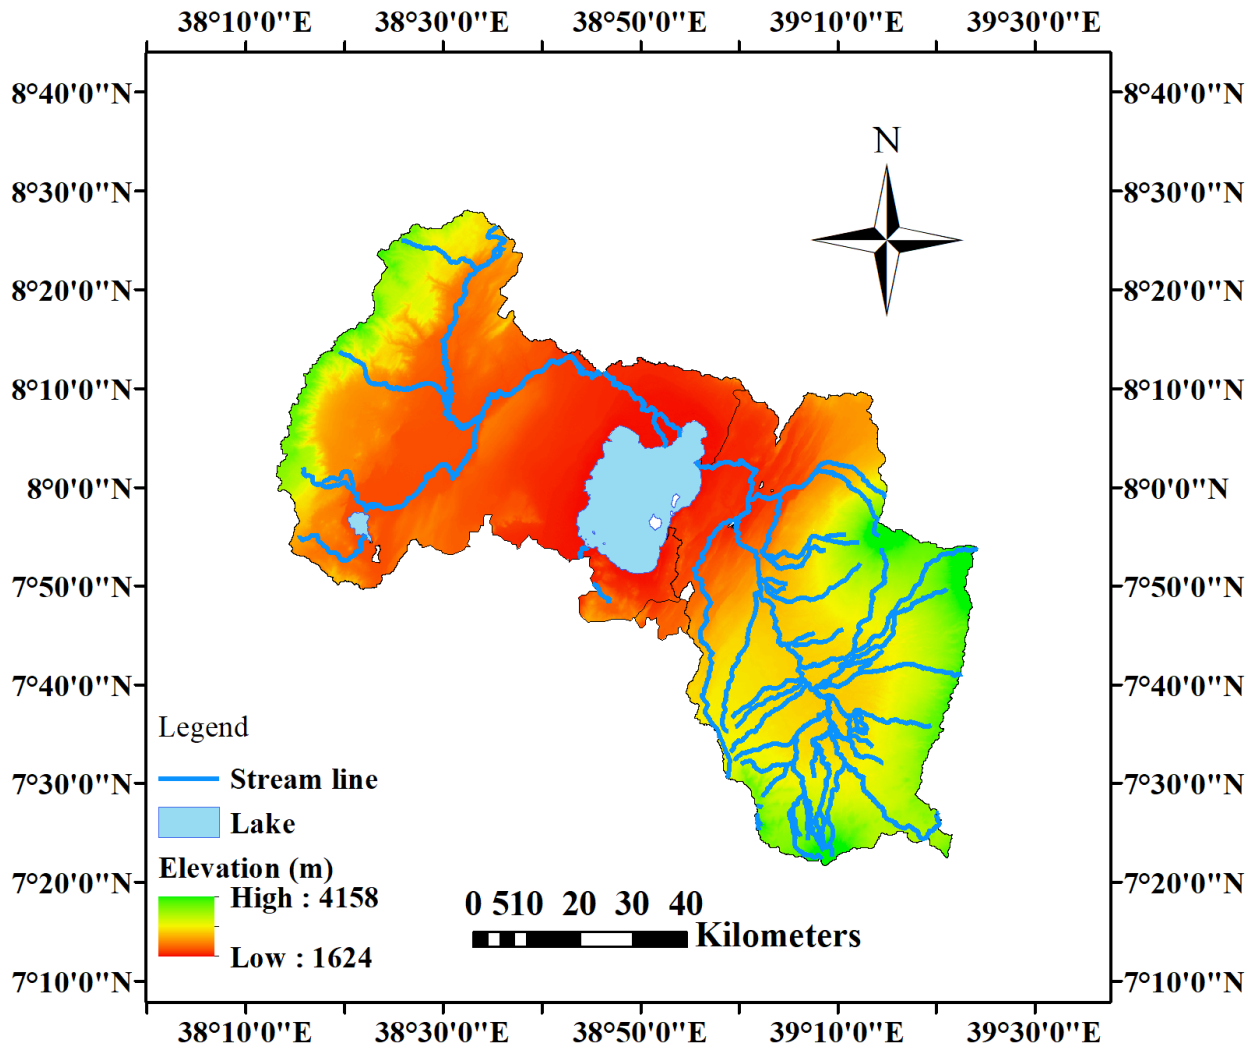 38°10'0"E 38°30'0"E 38°50'0"E 39°10'0"E 39°30'0"E
8°40'0"N 8°40'0"N
N
8°30'0"N 8°30'0"N
8°20'0"N 8°20'0"N
8°10'0"N 8°10'0"N
8°0'0"N 8°0'0"N
7°50'0"N 7°50'0"N
7°40'0"N 7°40'0"N
Legend
Stream line
7°30'0"N 7°30'0"N
Lake
Elevation (m)
7°20'0"N 7°20'0"N
High : 4158
0 510 20 30 40
Kilometers
Low : 1624
7°10'0"N 7°10'0"N
38°10'0"E 38°30'0"E 38°50'0"E 39°10'0"E 39°30'0"E